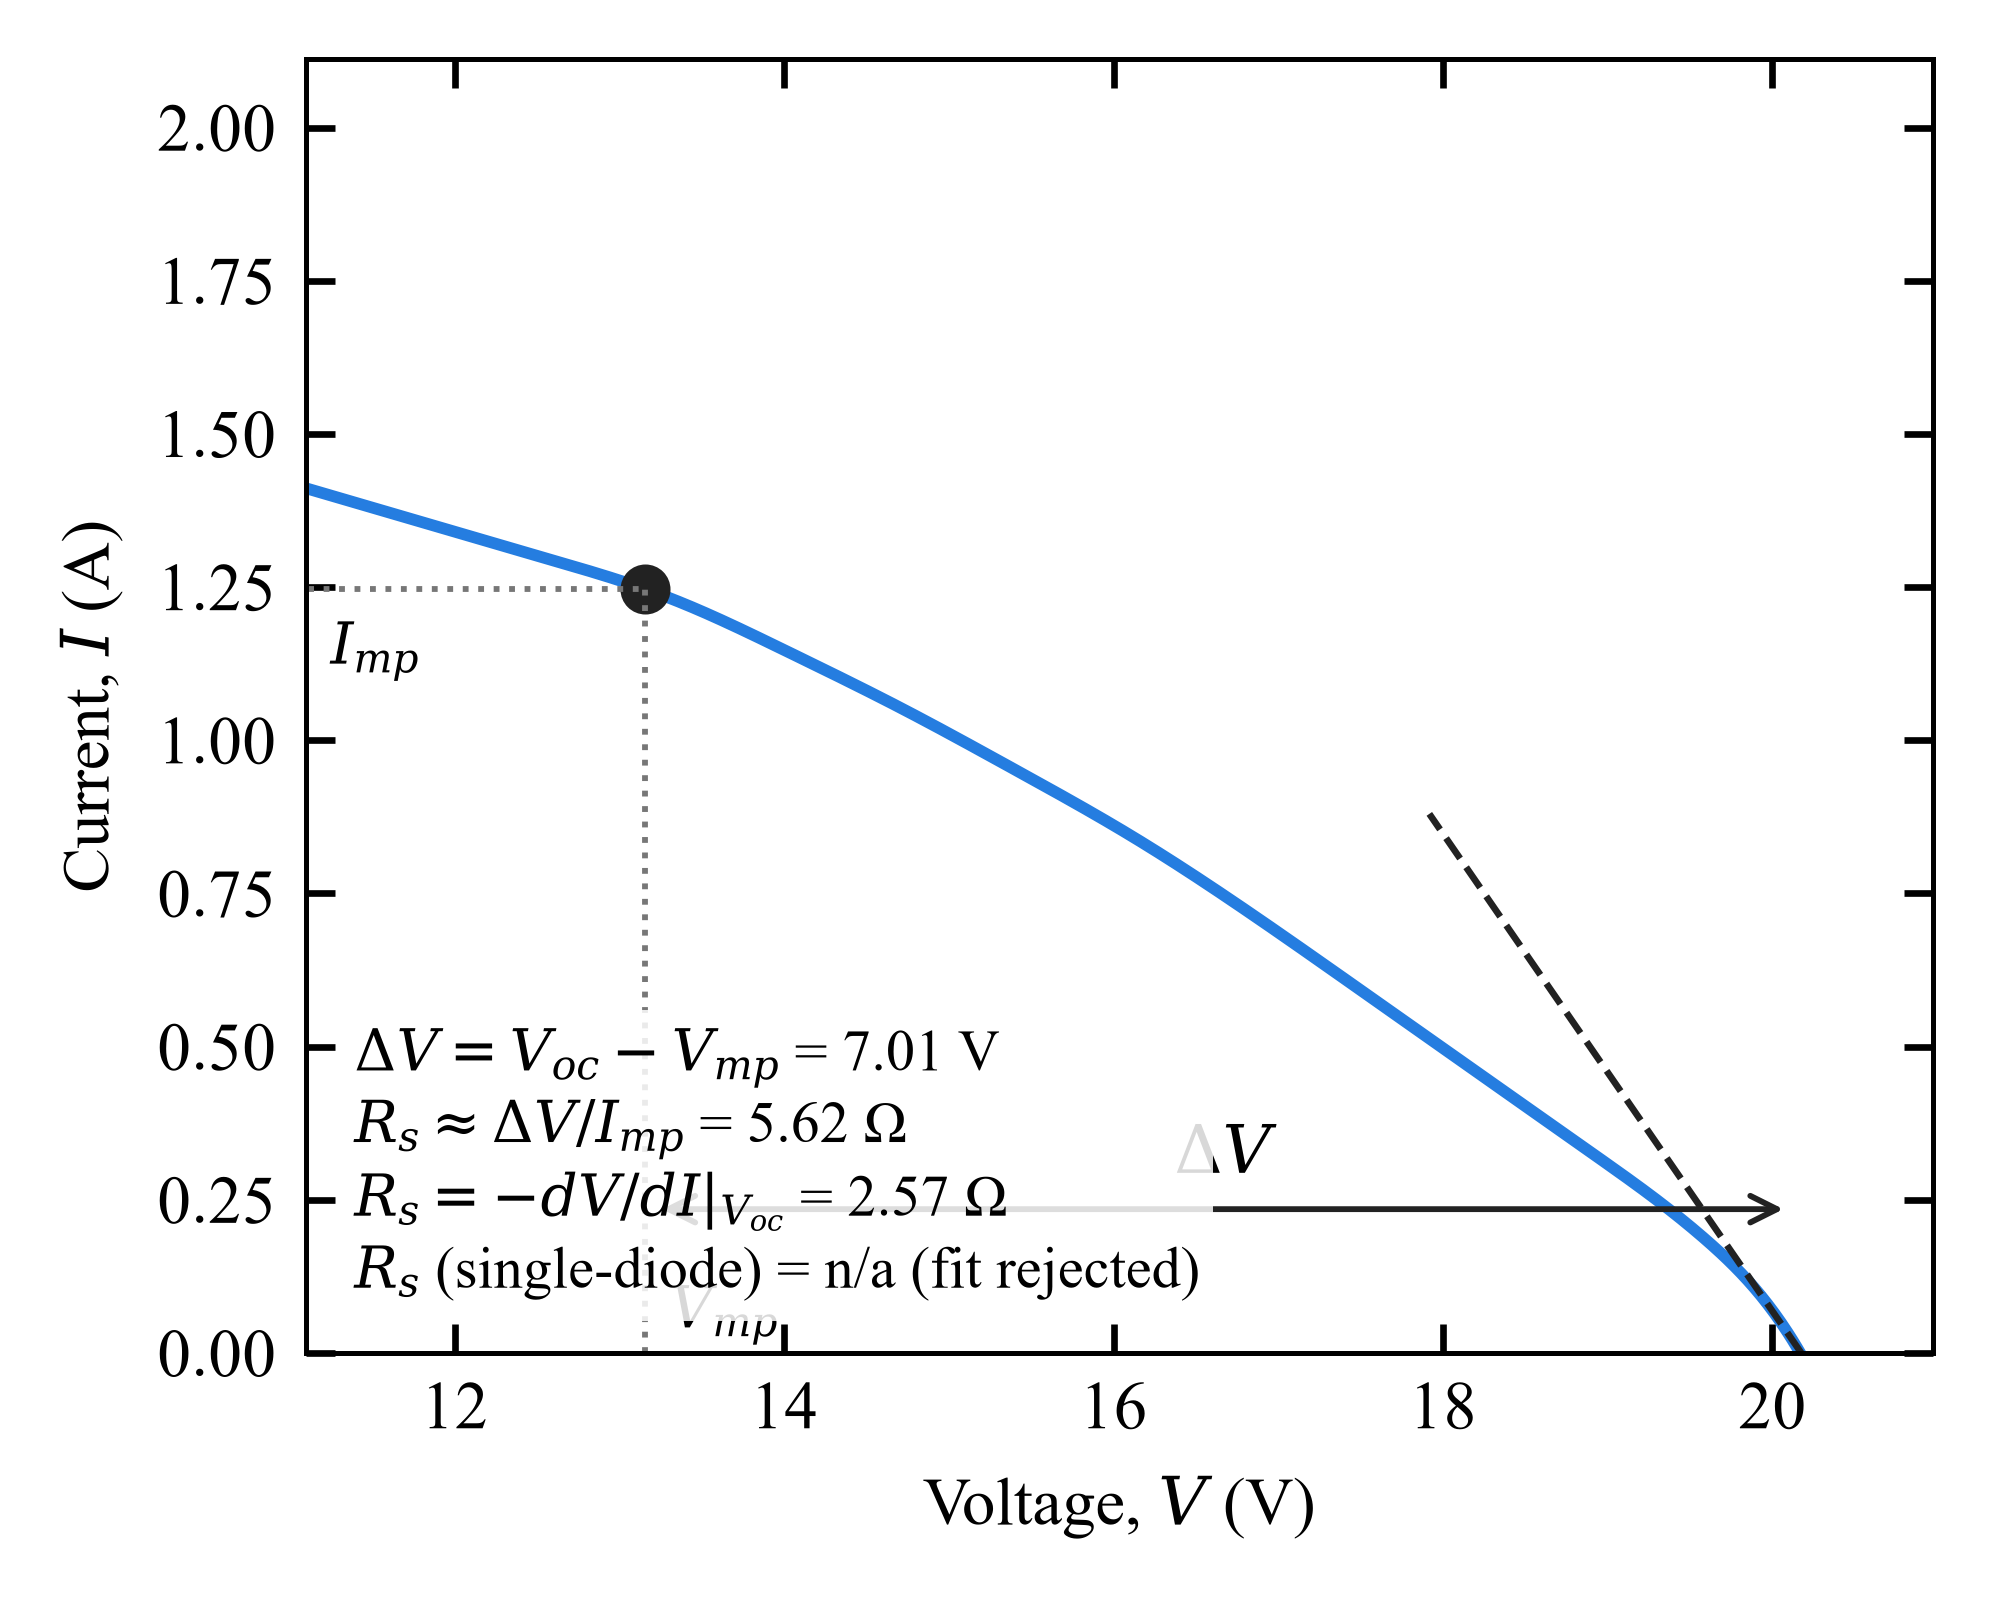 2.00
1.75
1.50
1.25
1.00
0.75
0.50
0.25
0.00
Current, I (A)
I_mp
ΔV = V_oc − V_mp = 7.01 V
R_s ≈ ΔV/I_mp = 5.62 Ω
R_s = −dV/dI|_V_oc = 2.57 Ω
R_s (single-diode) = n/a (fit rejected)
ΔV
V_mp
12 14 16 18 20
Voltage, V (V)